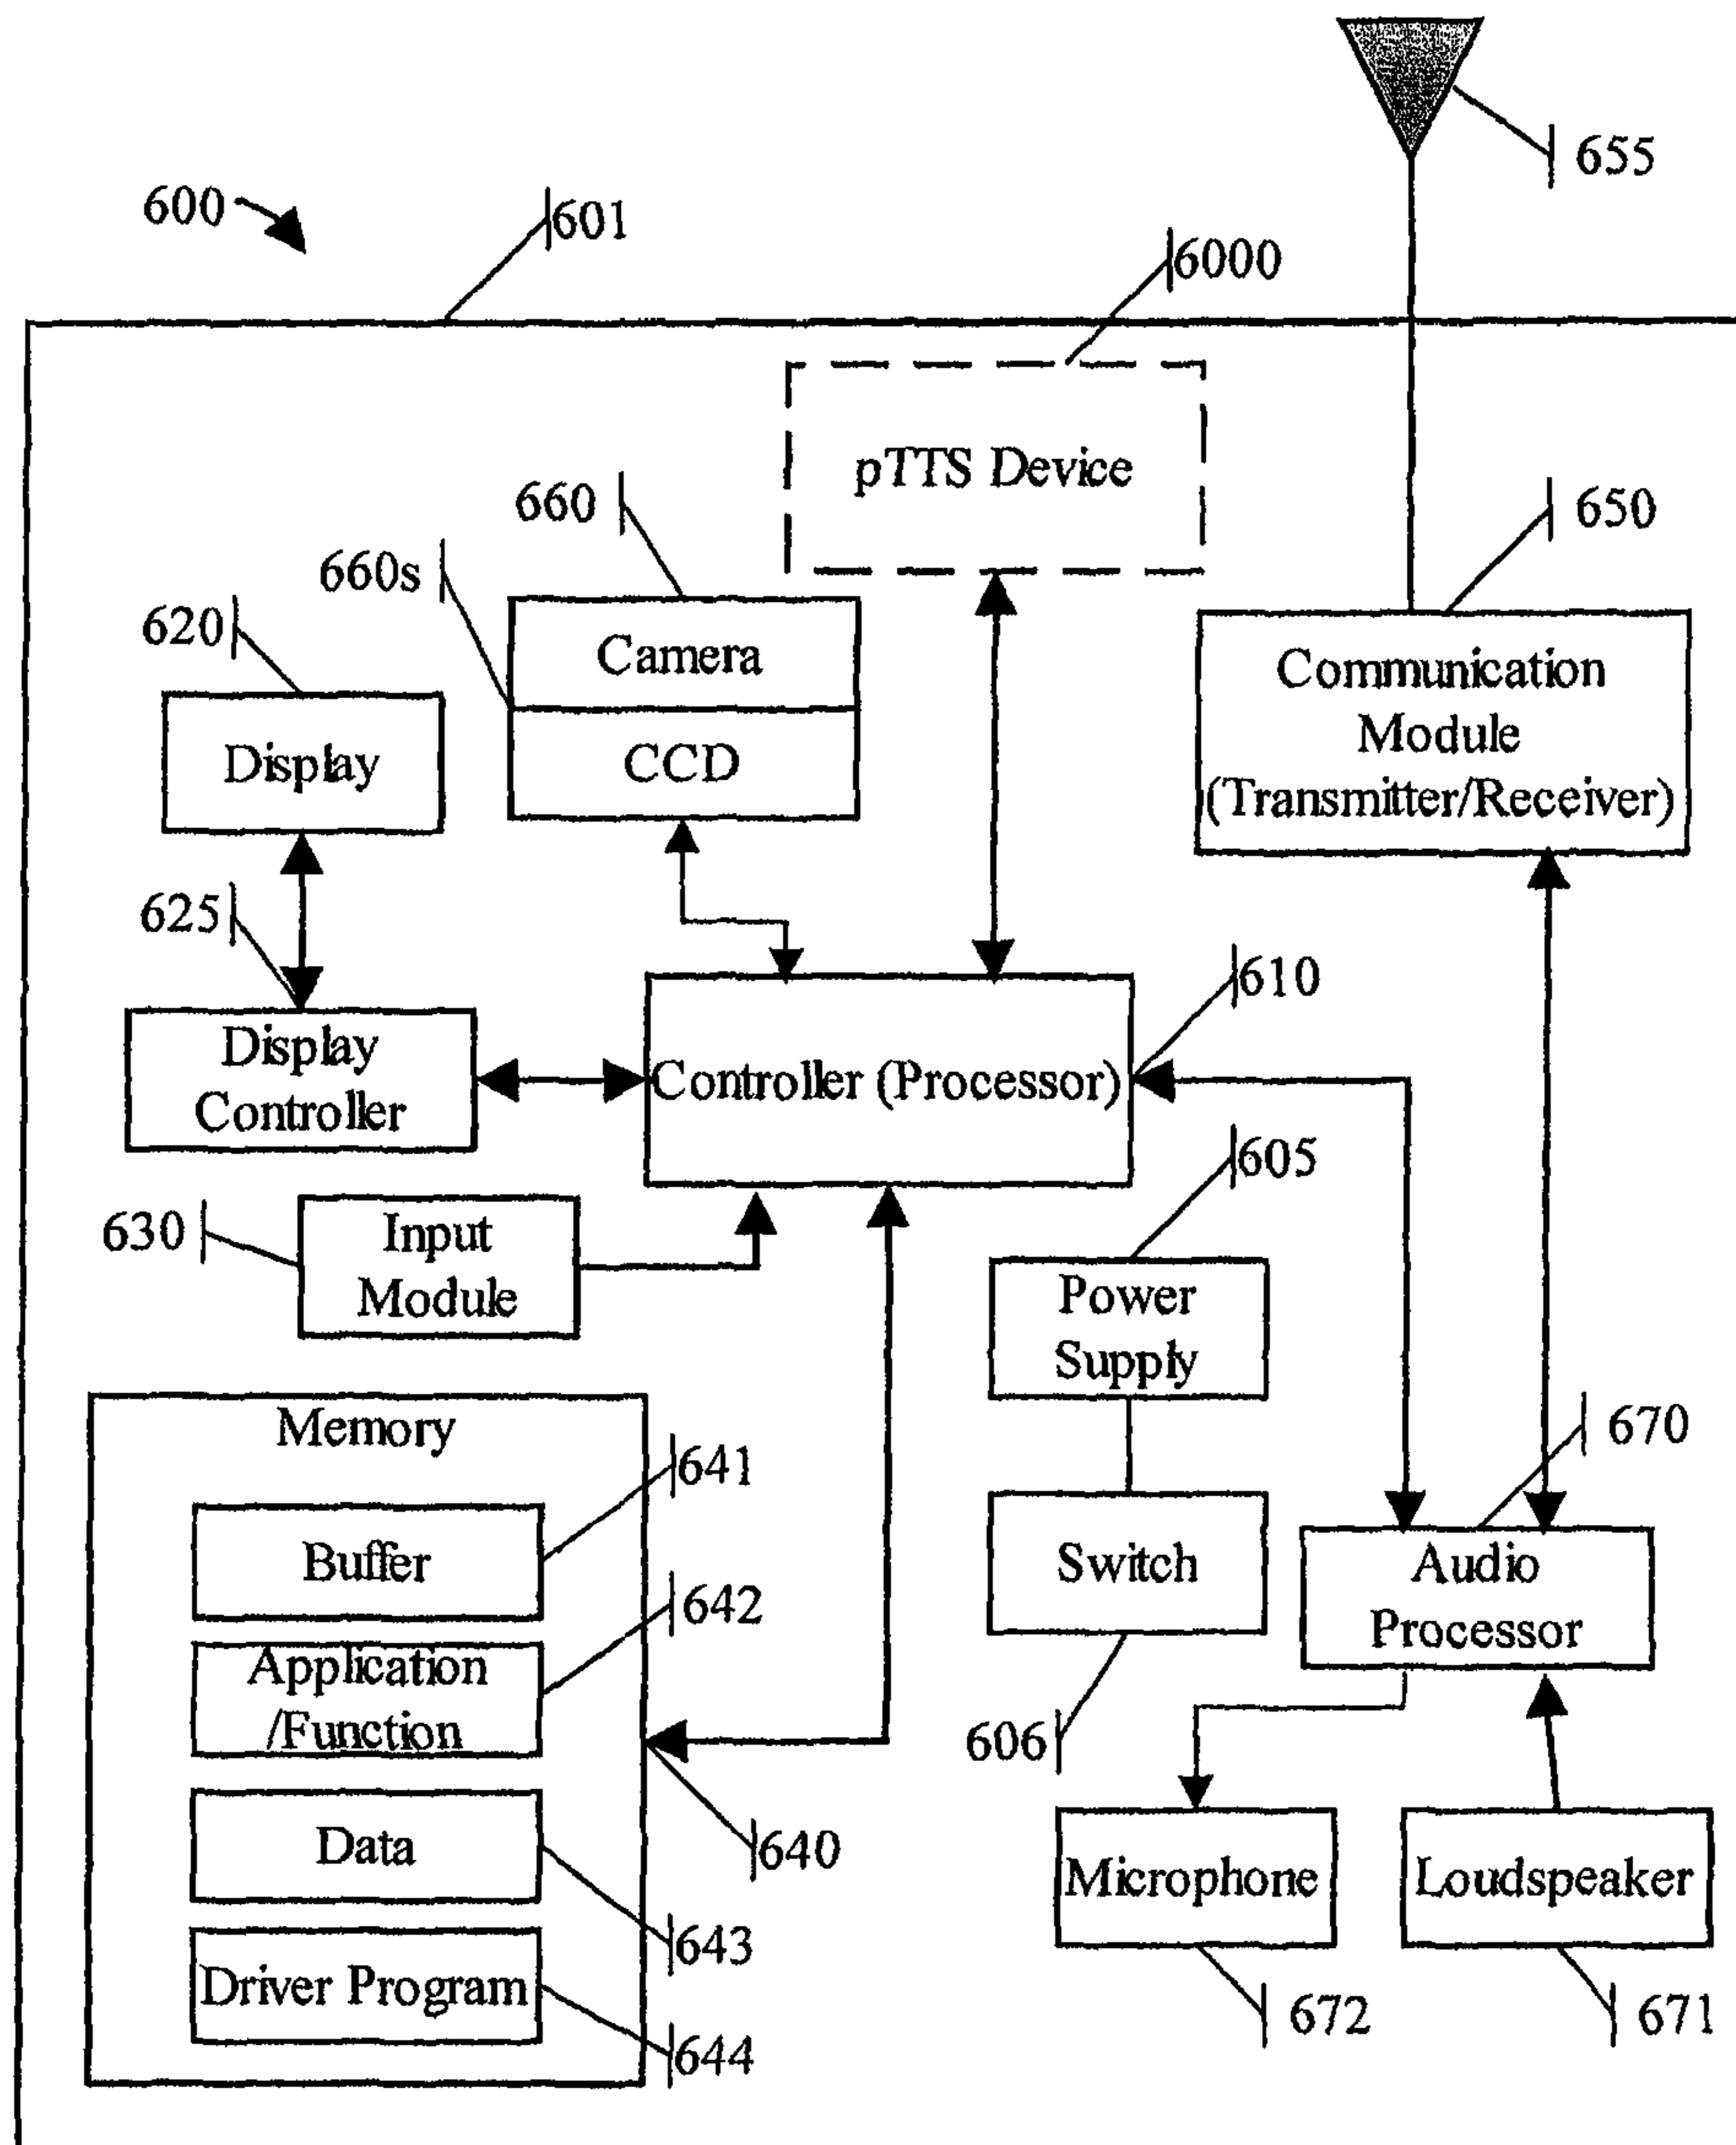 655
600
601
6000
pTTS Device
660
650
660s
620
Camera
Communication
Module
(Transmitter/Receiver)
Display
CCD
625
610
Display
Controller
Controller (Processor)
605
630
Input
Module
Power
Supply
Memory
641
670
Buffer
Switch
Audio
Processor
642
Application
/Function
606
Data
640
Microphone
Loudspeaker
643
Driver Program
644
672
671